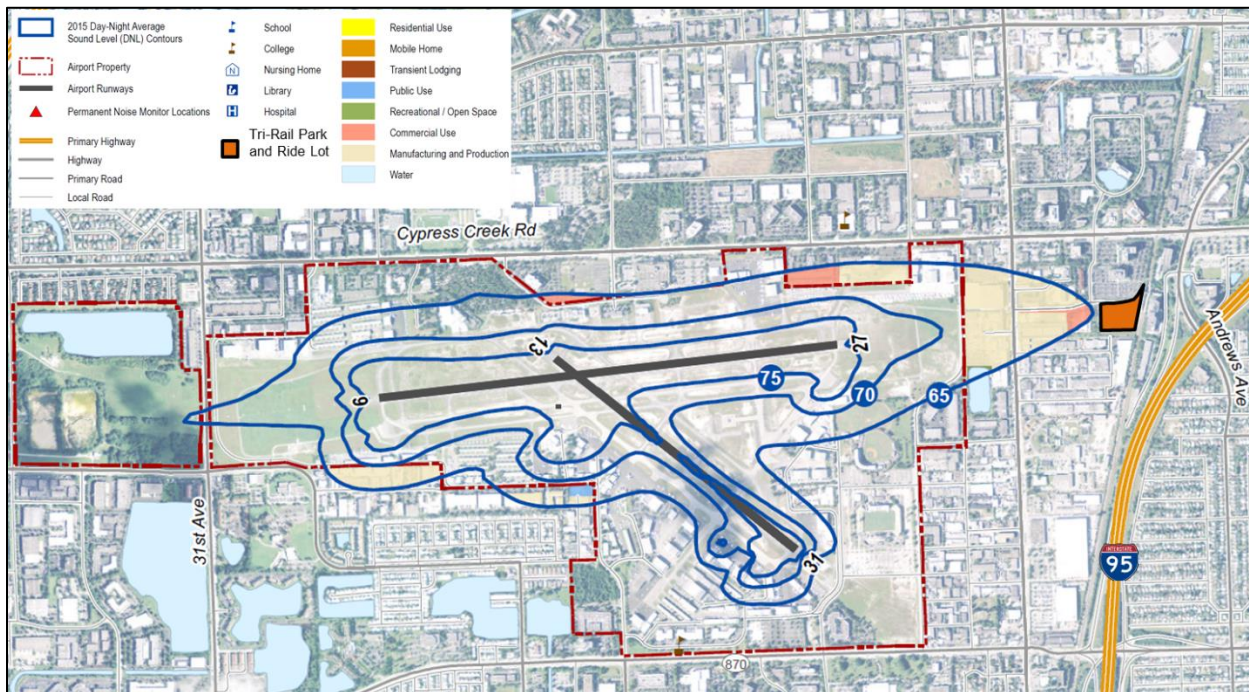 2015 Day-Night Average
Sound Level (DNL) Contours
Airport Property
Airport Runways
Permanent Noise Monitor Locations
Primary Highway
Highway
Primary Road
Local Road
School
College
N
Nursing Home
Library
H
Hospital
Tri-Rail Park
and Ride Lot
Residential Use
Mobile Home
Transient Lodging
Public Use
Recreational / Open Space
Commercial Use
Manufacturing and Production
Water
Cypress Creek Rd
13
27
9
75
70
65
Andrews Ave
31st Ave
31
INTERSTATE
95
870